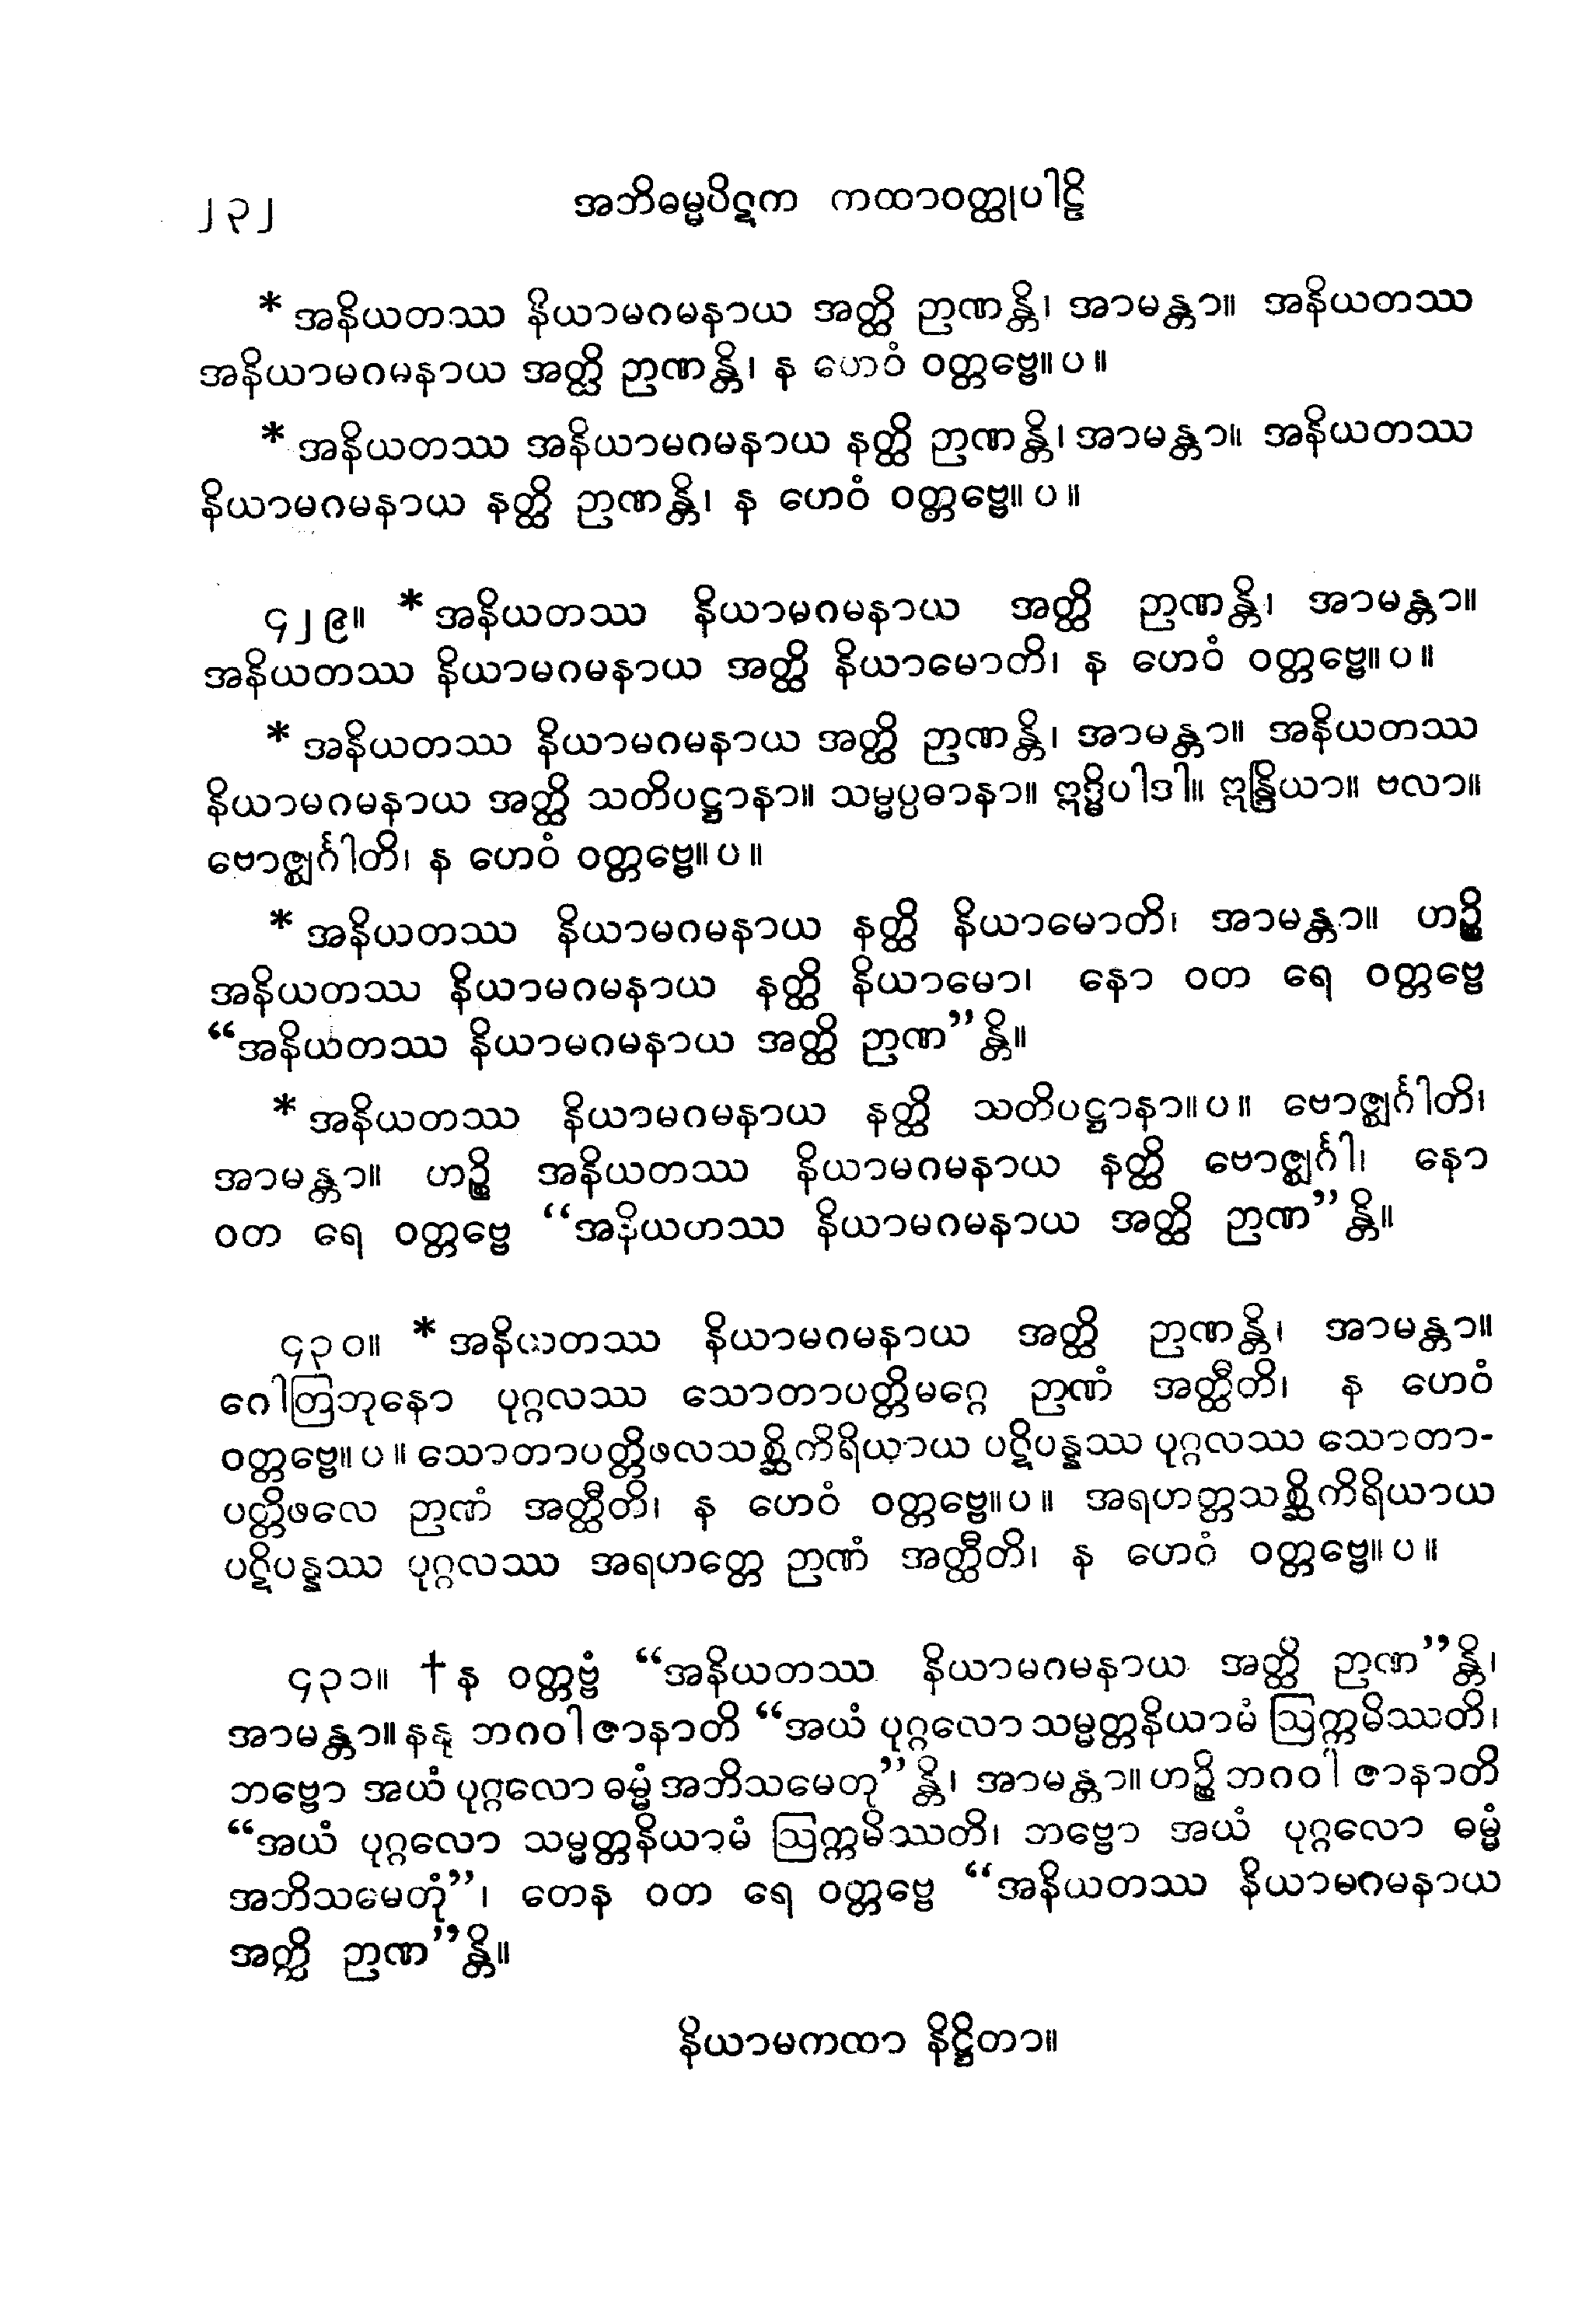 ၂၃၂ အဘိဓမ္မပိဋက ကထာဝတ္ထုပါဠိ
* အနိယတဿ နိယာမဂမနာယ အတ္ထိ ဉာဏန္တိ၊ အာမန္တာ။ အနိယတဿ
အနိယာမဂမနာယ အတ္ထိ ဉာဏန္တိ၊ န ဟေဝံ ဝတ္တဗ္ဗေ။ ပ ။
* အနိယတဿ အနိယာမဂမနာယ နတ္ထိ ဉာဏန္တိ၊ အာမန္တာ။ အနိယတဿ
နိယာမဂမနာယ နတ္ထိ ဉာဏန္တိ၊ န ဟေဝံ ဝတ္တဗ္ဗေ။ ပ ။
၄၂၉။ * အနိယတဿ နိယာမဂမနာယ အတ္ထိ ဉာဏန္တိ၊ အာမန္တာ။
အနိယတဿ နိယာမဂမနာယ အတ္ထိ နိယာမောတိ၊ န ဟေဝံ ဝတ္တဗ္ဗေ။ ပ ။
* အနိယတဿ နိယာမဂမနာယ အတ္ထိ ဉာဏန္တိ၊ အာမန္တာ။ အနိယတဿ
နိယာမဂမနာယ အတ္ထိ သတိပဋ္ဌာနာ။ သမ္မပ္ပဓာနာ။ ဣဒ္ဓိပါဒါ။ ဣန္ဒြိယာ။ ဗလာ။
ဗောဇ္ဈင်္ဂါတိ၊ န ဟေဝံ ဝတ္တဗ္ဗေ။ ပ ။
* အနိယတဿ နိယာမဂမနာယ နတ္ထိ နိယာမောတိ၊ အာမန္တာ။ ဟဉ္စိ
အနိယတဿ နိယာမဂမနာယ နတ္ထိ နိယာမော၊ နော ဝတ ရေ ဝတ္တဗ္ဗေ
“အနိယတဿ နိယာမဂမနာယ အတ္ထိ ဉာဏ”န္တိ။
* အနိယတဿ နိယာမဂမနာယ နတ္ထိ သတိပဋ္ဌာနာ။ ပ ။ ဗောဇ္ဈင်္ဂါတိ၊
အာမန္တာ။ ဟဉ္စိ အနိယတဿ နိယာမဂမနာယ နတ္ထိ ဗောဇ္ဈင်္ဂါ၊ နော
ဝတ ရေ ဝတ္တဗ္ဗေ “အနိယတဿ နိယာမဂမနာယ အတ္ထိ ဉာဏ”န္တိ။
၄၃၀။ * အနိယတဿ နိယာမဂမနာယ အတ္ထိ ဉာဏန္တိ၊ အာမန္တာ။
ဂေါတြဘုနော ပုဂ္ဂလဿ သောတာပတ္တိမဂ္ဂေ ဉာဏံ အတ္ထီတိ၊ န ဟေဝံ
ဝတ္တဗ္ဗေ။ ပ ။ သောတာပတ္တိဖလသစ္ဆိကိရိယာယ ပဋိပန္နဿ ပုဂ္ဂလဿ သောတာ-
ပတ္တိဖလေ ဉာဏံ အတ္ထီတိ၊ န ဟေဝံ ဝတ္တဗ္ဗေ။ ပ ။ အရဟတ္တသစ္ဆိကိရိယာယ
ပဋိပန္နဿ ပုဂ္ဂလဿ အရဟတ္တေ ဉာဏံ အတ္ထီတိ၊ န ဟေဝံ ဝတ္တဗ္ဗေ။ ပ ။
၄၃၁။ † န ဝတ္တဗ္ဗံ “အနိယတဿ နိယာမဂမနာယ အတ္ထိ ဉာဏ”န္တိ၊
အာမန္တာ။ နနု ဘဂဝါ ဇာနာတိ “အယံ ပုဂ္ဂလော သမ္မတ္တနိယာမံ ဩက္ကမိဿတိ၊
ဘဗ္ဗော အယံ ပုဂ္ဂလော ဓမ္မံ အဘိသမေတု”န္တိ၊ အာမန္တာ။ ဟဉ္စိ ဘဂဝါ ဇာနာတိ
“အယံ ပုဂ္ဂလော သမ္မတ္တနိယာမံ ဩက္ကမိဿတိ၊ ဘဗ္ဗော အယံ ပုဂ္ဂလော ဓမ္မံ
အဘိသမေတုံ”၊ တေန ဝတ ရေ ဝတ္တဗ္ဗေ “အနိယတဿ နိယာမဂမနာယ
အတ္ထိ ဉာဏ”န္တိ။
နိယာမကထာ နိဋ္ဌိတာ။